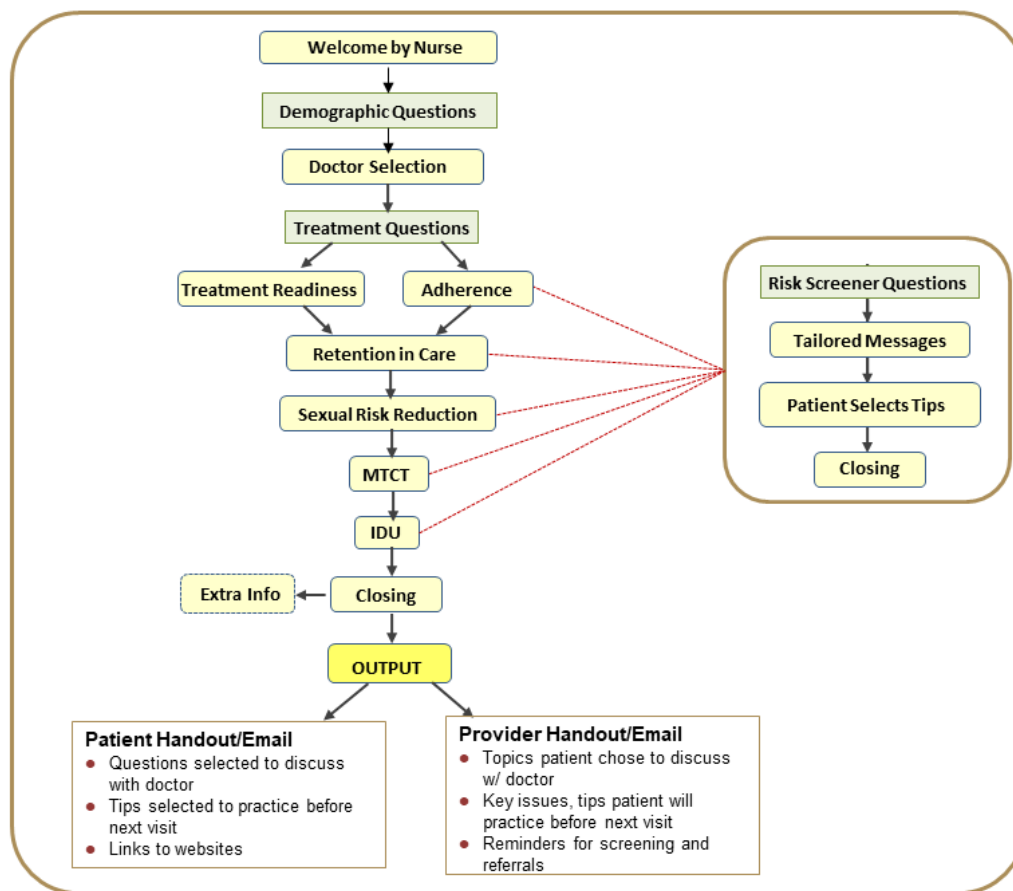 Welcome by Nurse
Demographic Questions
Doctor Selection
Treatment Questions
Treatment Readiness
Adherence
Retention in Care
Sexual Risk Reduction
MTCT
IDU
Extra Info
Closing
OUTPUT
Patient Handout/Email
● Questions selected to discuss
with doctor
● Tips selected to practice before
next visit
● Links to websites
Provider Handout/Email
● Topics patient chose to discuss
w/ doctor
● Key issues, tips patient will
practice before next visit
● Reminders for screening and
referrals
Risk Screener Questions
Tailored Messages
Patient Selects Tips
Closing